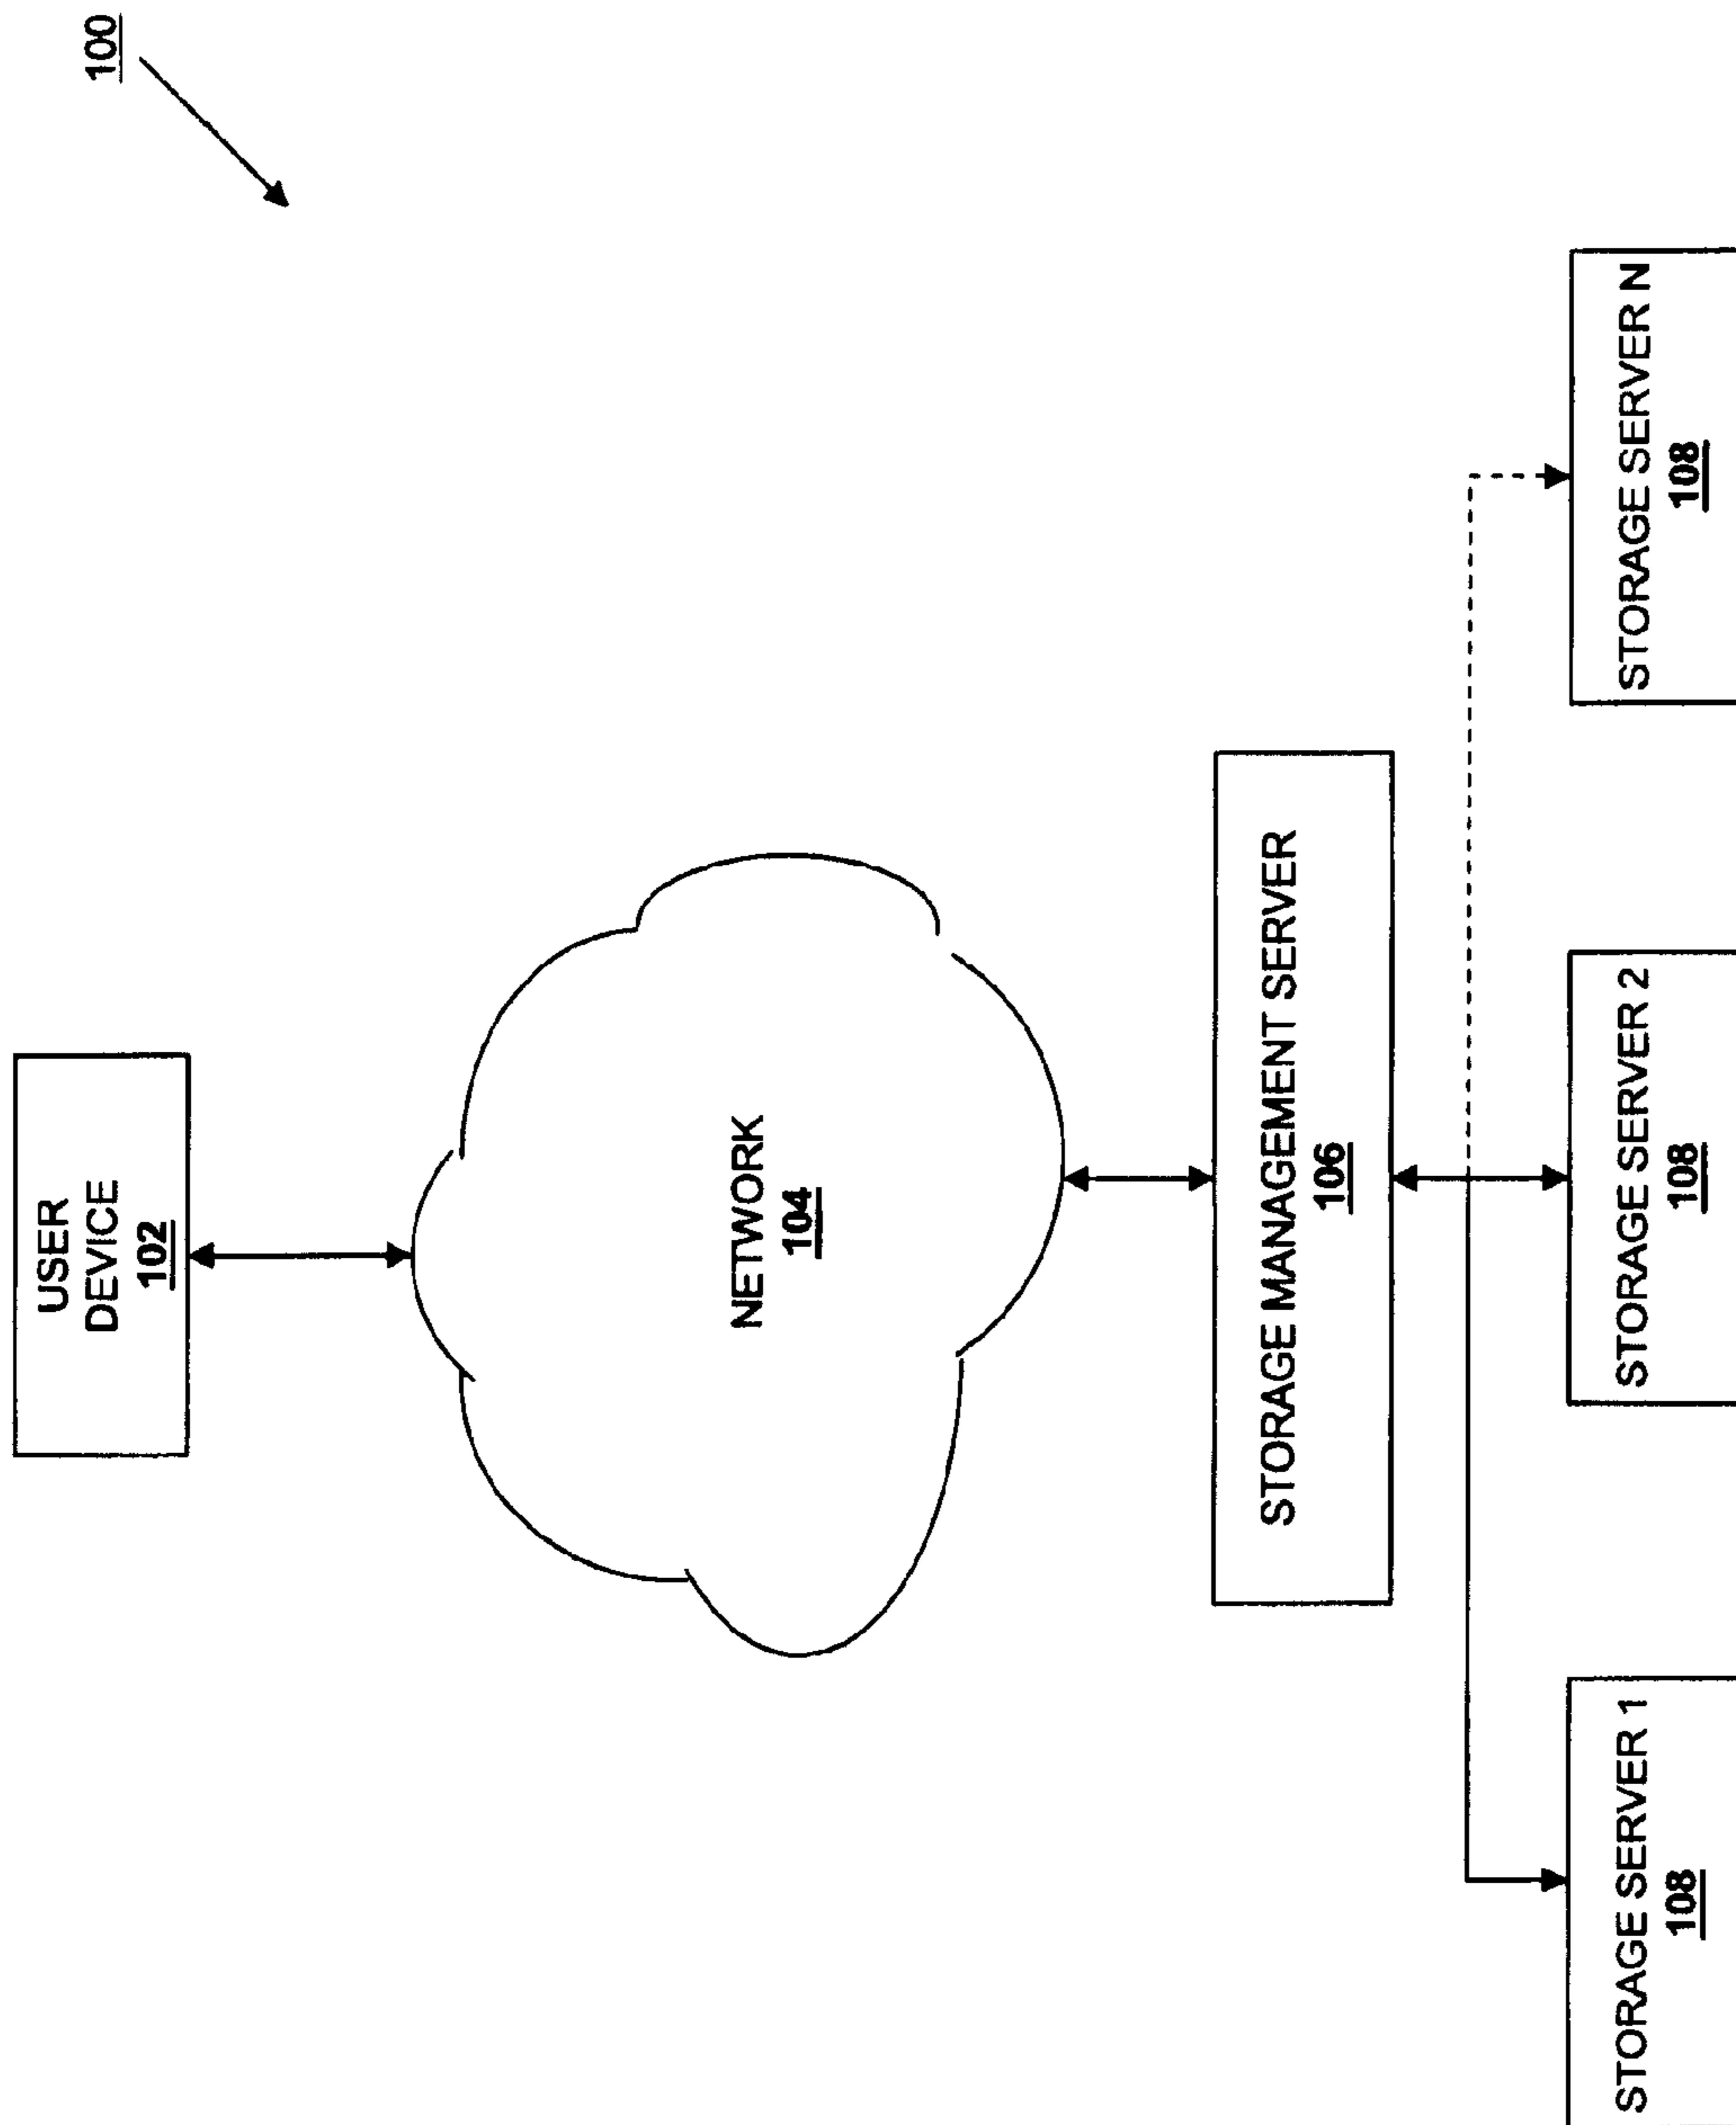 100
USER
DEVICE
102
NETWORK
104
STORAGE MANAGEMENT SERVER
106
STORAGE SERVER 1
108
STORAGE SERVER 2
108
STORAGE SERVER N
108